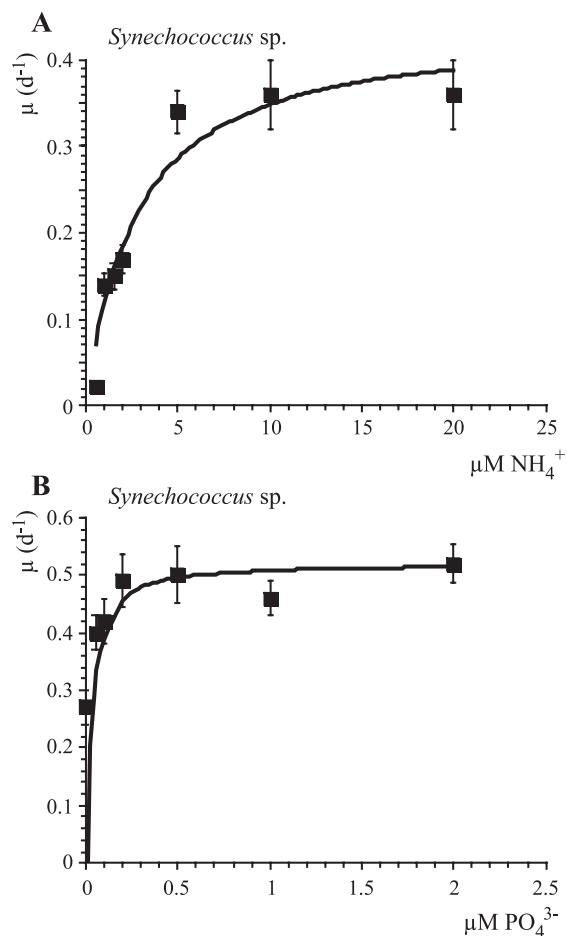 A
Synechococcus sp.
μ (d⁻¹)
0.4
0.3
0.2
0.1
0
0 5 10 15 20 25
μM NH₄⁺
B
Synechococcus sp.
μ (d⁻¹)
0.6
0.5
0.4
0.3
0.2
0.1
0
0 0.5 1 1.5 2 2.5
μM PO₄³⁻